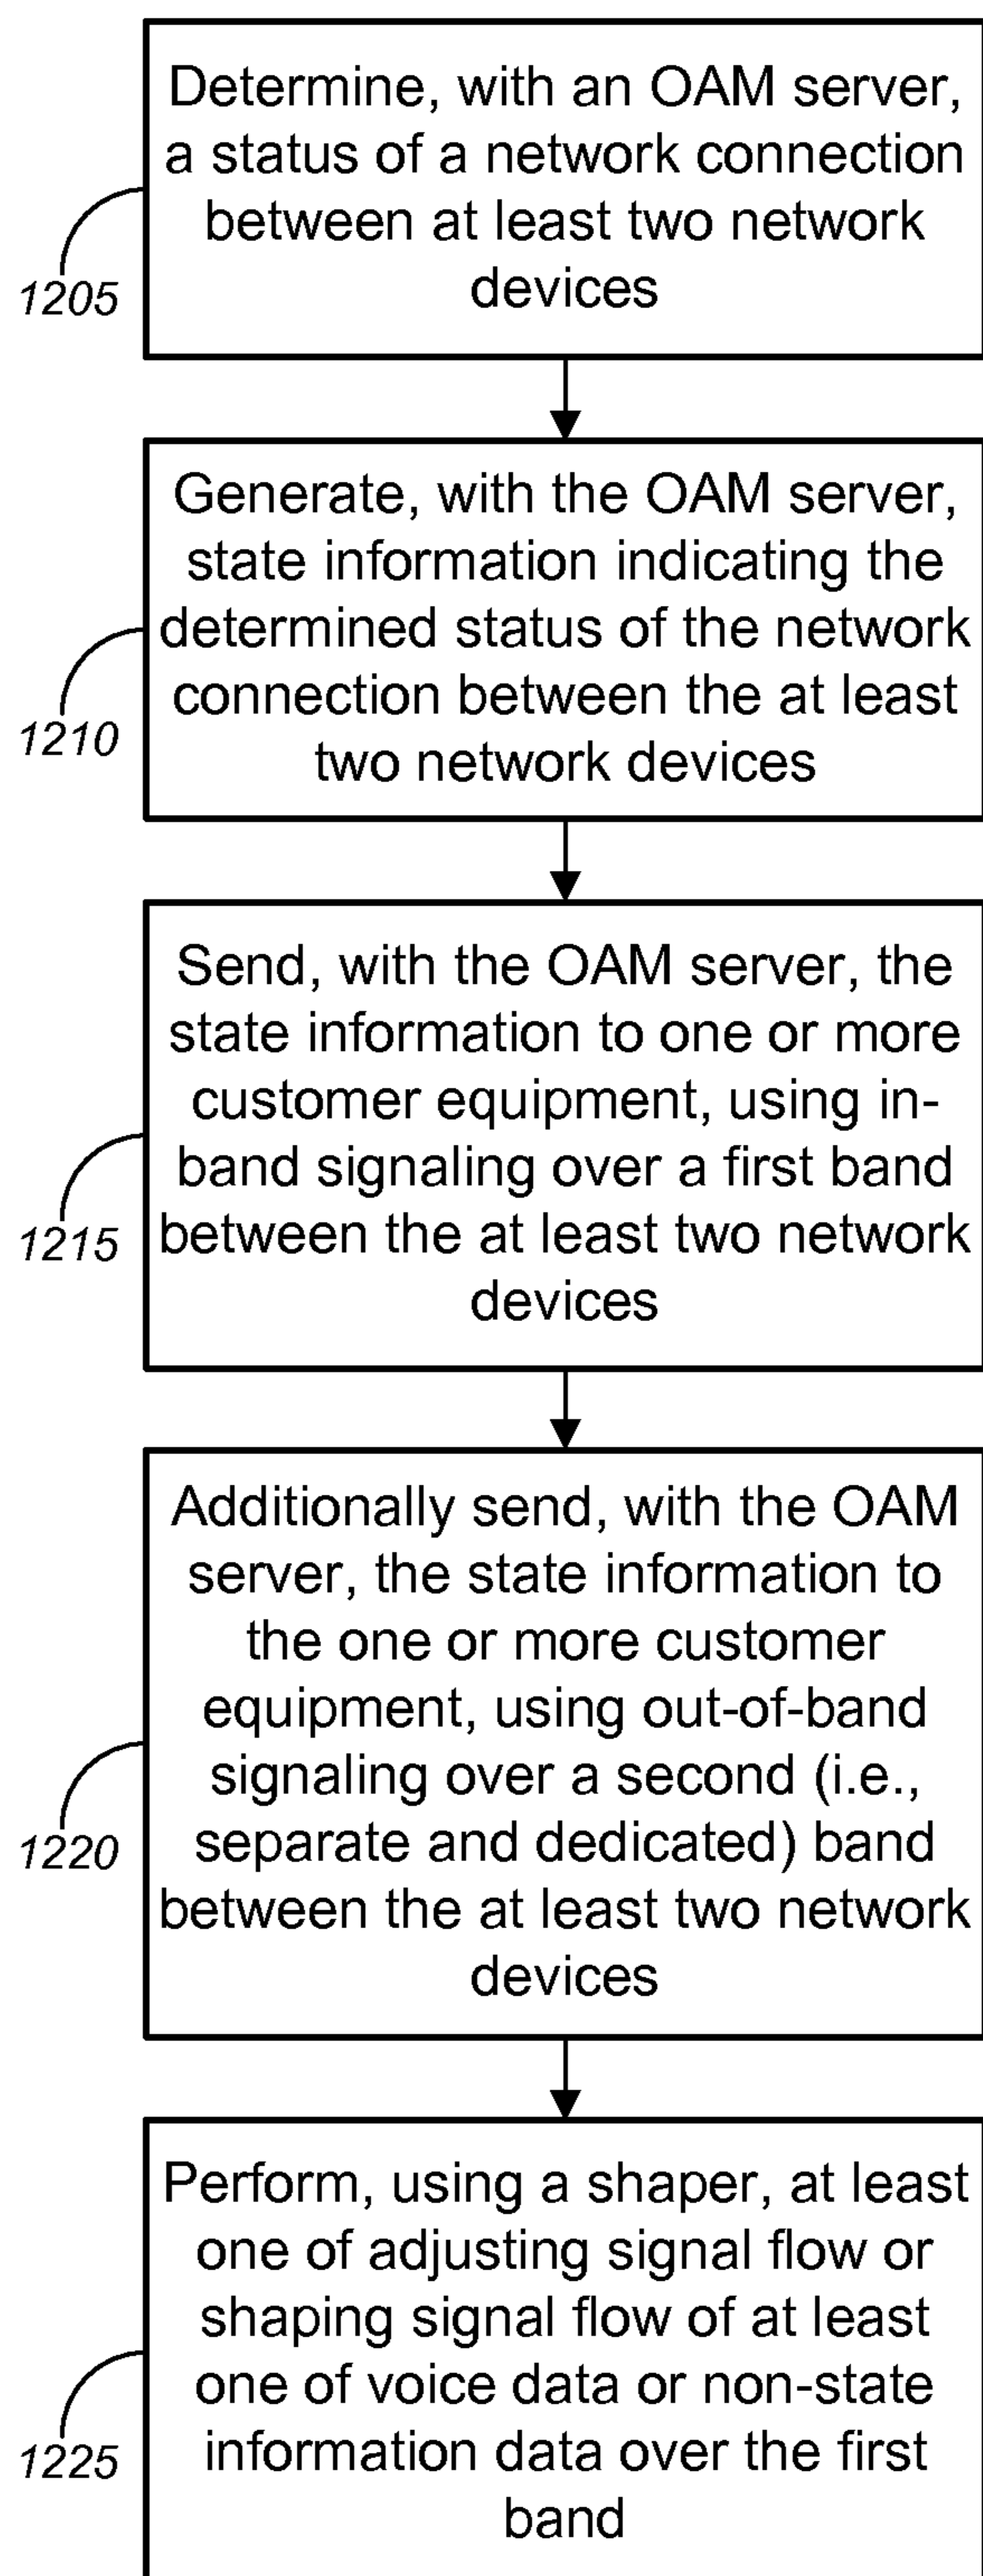 Determine, with an OAM server,
a status of a network connection
between at least two network
devices
1205
Generate, with the OAM server,
state information indicating the
determined status of the network
connection between the at least
two network devices
1210
Send, with the OAM server, the
state information to one or more
customer equipment, using in-
band signaling over a first band
between the at least two network
devices
1215
Additionally send, with the OAM
server, the state information to
the one or more customer
equipment, using out-of-band
signaling over a second (i.e.,
separate and dedicated) band
between the at least two network
devices
1220
Perform, using a shaper, at least
one of adjusting signal flow or
shaping signal flow of at least
one of voice data or non-state
information data over the first
band
1225